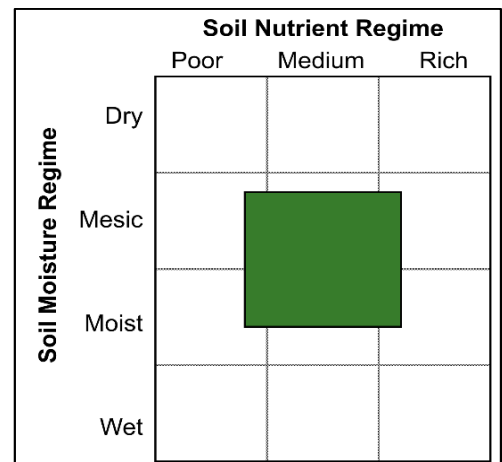 Soil Nutrient Regime
Poor Medium Rich
Soil Moisture Regime
Dry
Mesic
Moist
Wet